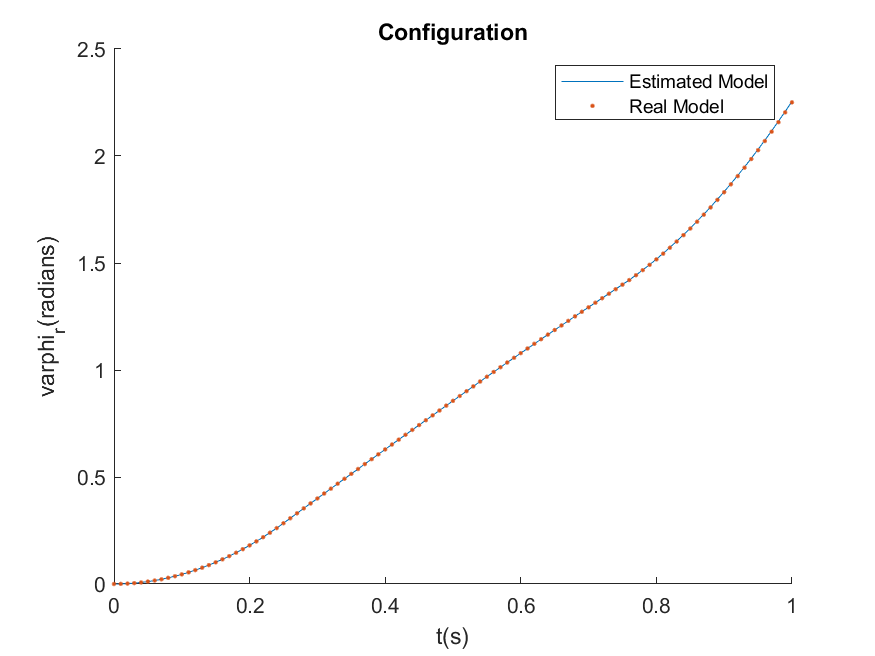 Configuration
2.5
2
1.5
1
0.5
0
Estimated Model
Real Model
varphi_r(radians)
0 0.2 0.4 0.6 0.8 1
t(s)